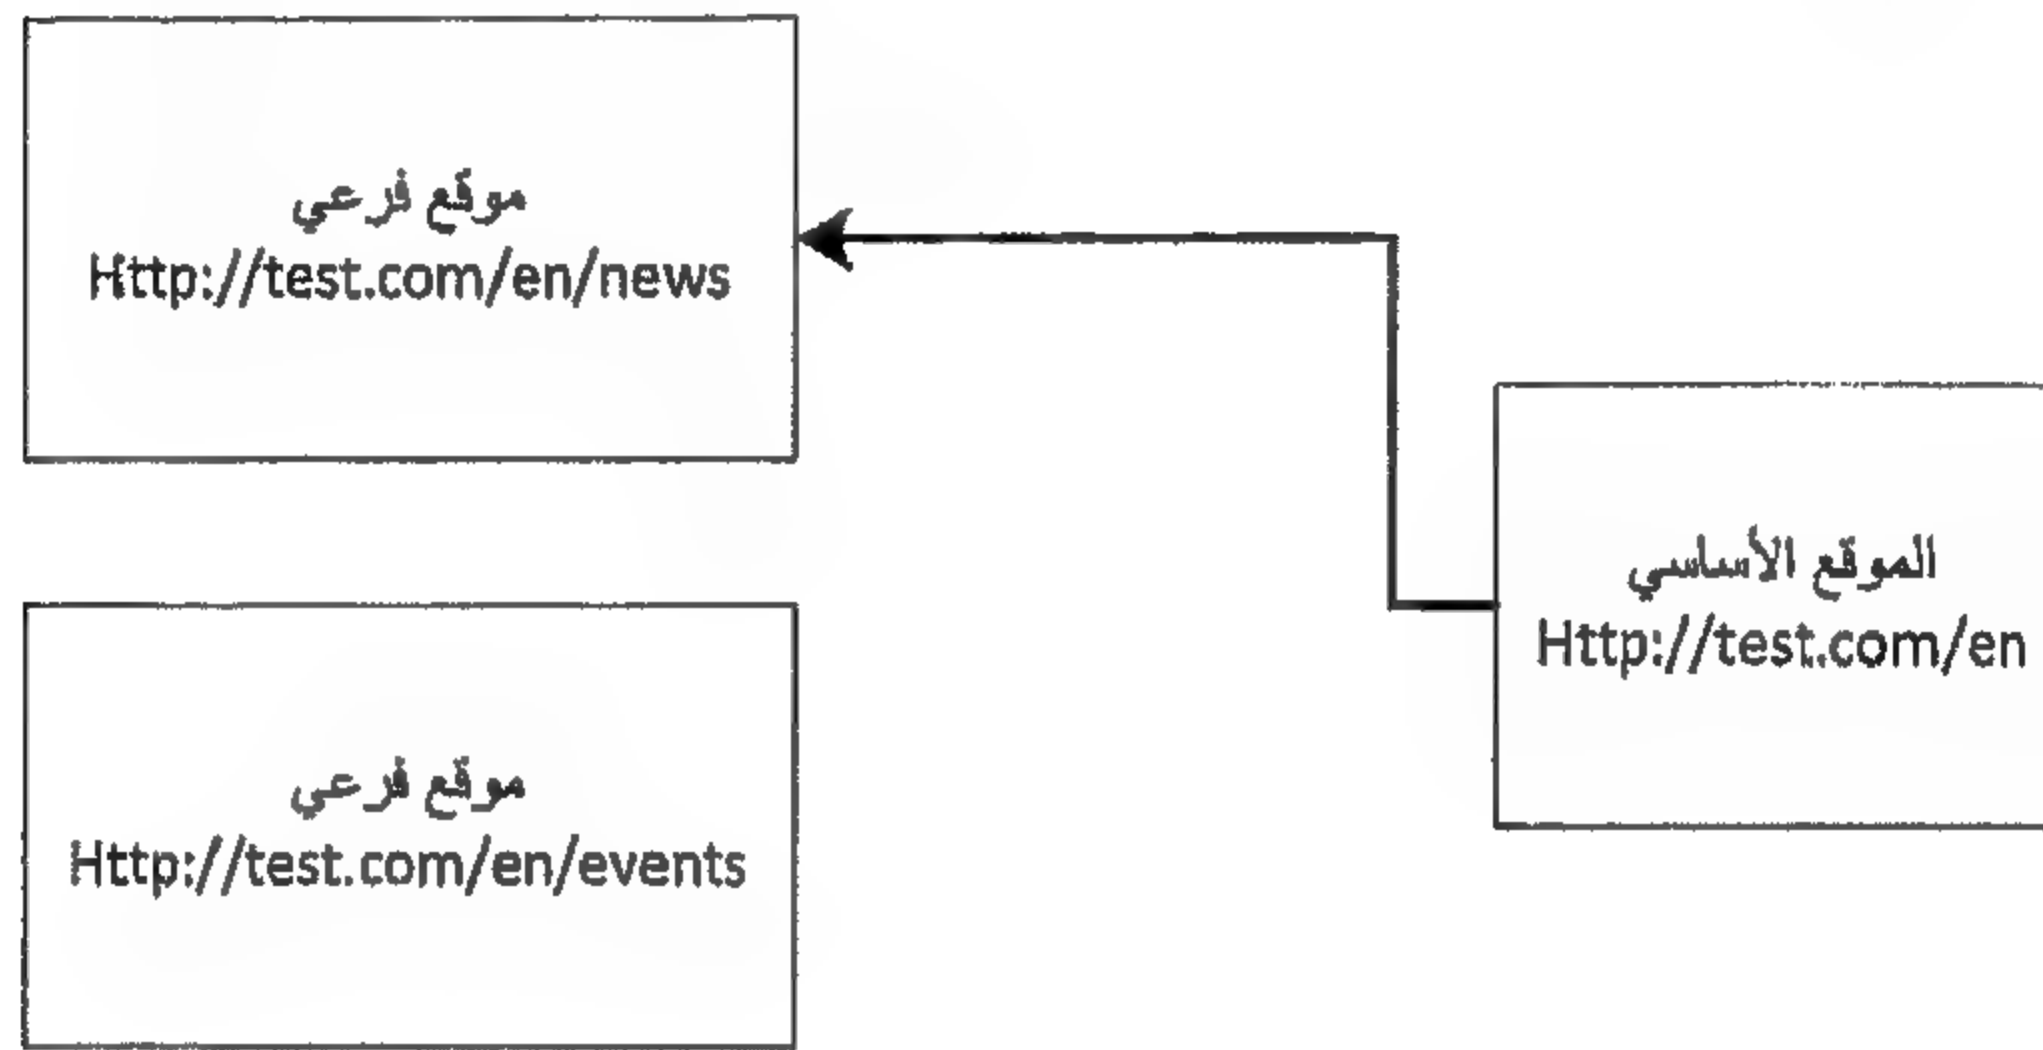 موقع فرعي
Http://test.com/en/news
الموقع الأساسي
Http://test.com/en
موقع فرعي
Http://test.com/en/events